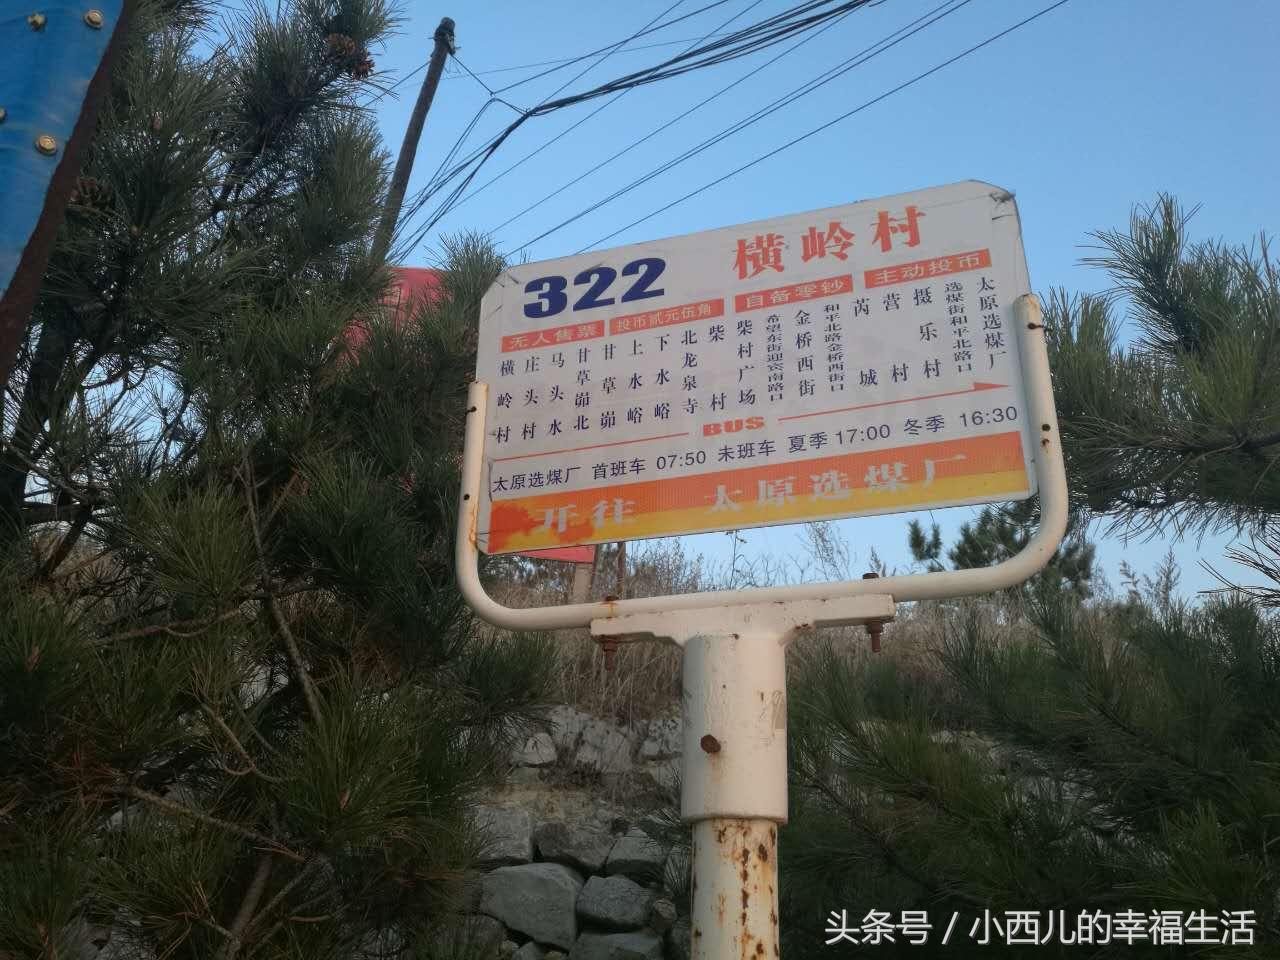 322 横岭村
无人售票 投币贰元伍角 自备零钞 主动投币
横岭村
庄头村
马头水
甘草峁北
甘草峁
上水峪
下水峪
北龙泉寺
柴村
柴村广场
希望东街迎宾南路口
金桥西街
和平北路金桥西街口
芮城
营村
摄乐村
选煤街和平北路口
太原选煤厂
BUS
太原选煤厂 首班车 07:50 未班车 夏季 17:00 冬季 16:30
开往 太原选煤厂
头条号 / 小西儿的幸福生活